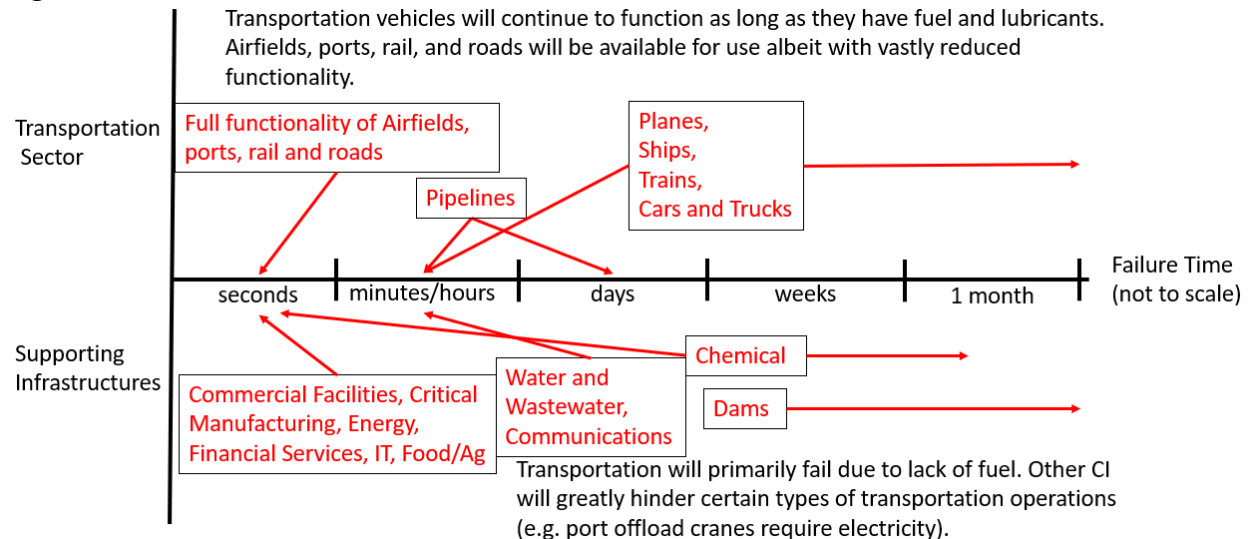 Transportation vehicles will continue to function as long as they have fuel and lubricants.
Airfields, ports, rail, and roads will be available for use albeit with vastly reduced
functionality.
Transportation
Sector
Full functionality of Airfields,
ports, rail and roads
Pipelines
Planes,
Ships,
Trains,
Cars and Trucks
seconds
minutes/hours
days
weeks
1 month
Failure Time
(not to scale)
Supporting
Infrastructures
Commercial Facilities, Critical
Manufacturing, Energy,
Financial Services, IT, Food/Ag
Water and
Wastewater,
Communications
Chemical
Dams
Transportation will primarily fail due to lack of fuel. Other CI
will greatly hinder certain types of transportation operations
(e.g. port offload cranes require electricity).